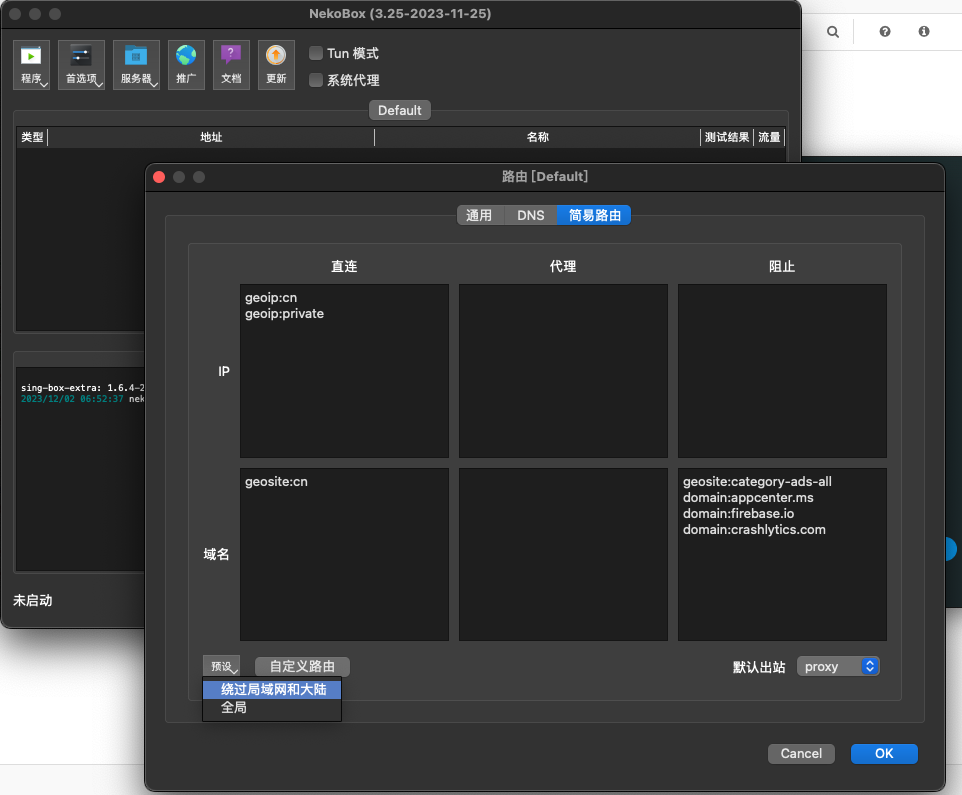 NekoBox (3.25-2023-11-25)
程序
首选项
服务器
推广
文档
更新
Tun 模式
系统代理
Default
类型 地址 名称 测试结果 流量
路由 [Default]
通用 DNS 简易路由
直连 代理 阻止
IP
geoip:cn
geoip:private
sing-box-extra: 1.6.4-2
2023/12/02 06:52:37 nek
域名
geosite:cn
geosite:category-ads-all
domain:appcenter.ms
domain:firebase.io
domain:crashlytics.com
未启动
预设 自定义路由 默认出站 proxy
绕过局域网和大陆
全局
Cancel OK